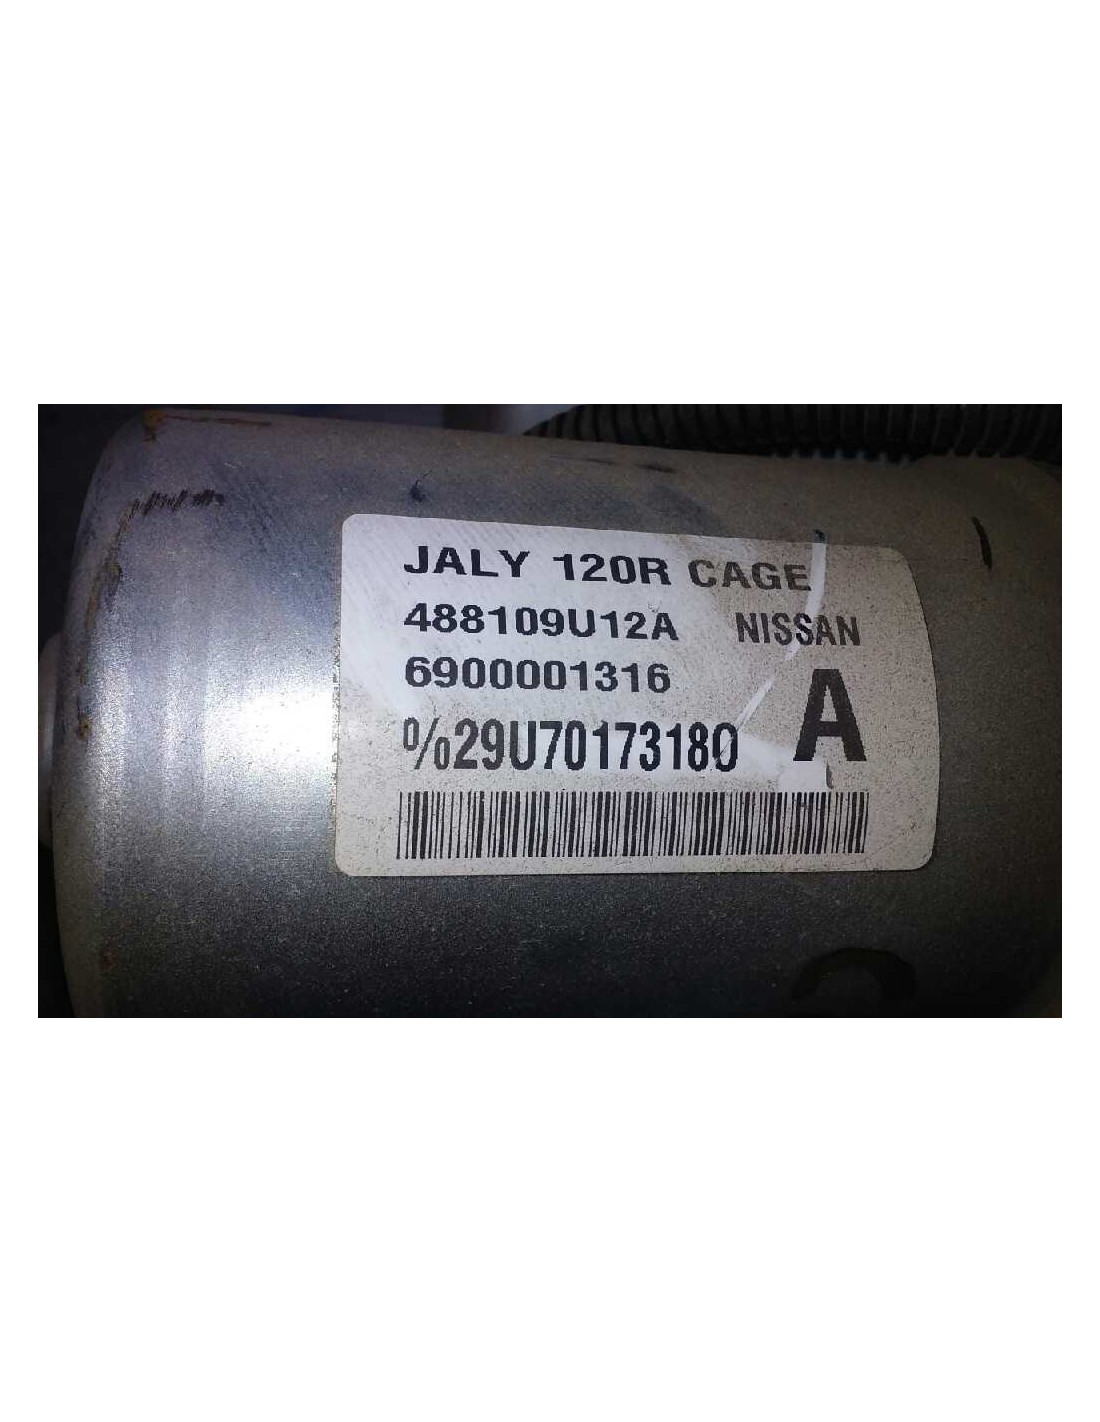 JALY 120R CAGE
488109U12A NISSAN
6900001316
A
%29U70173180